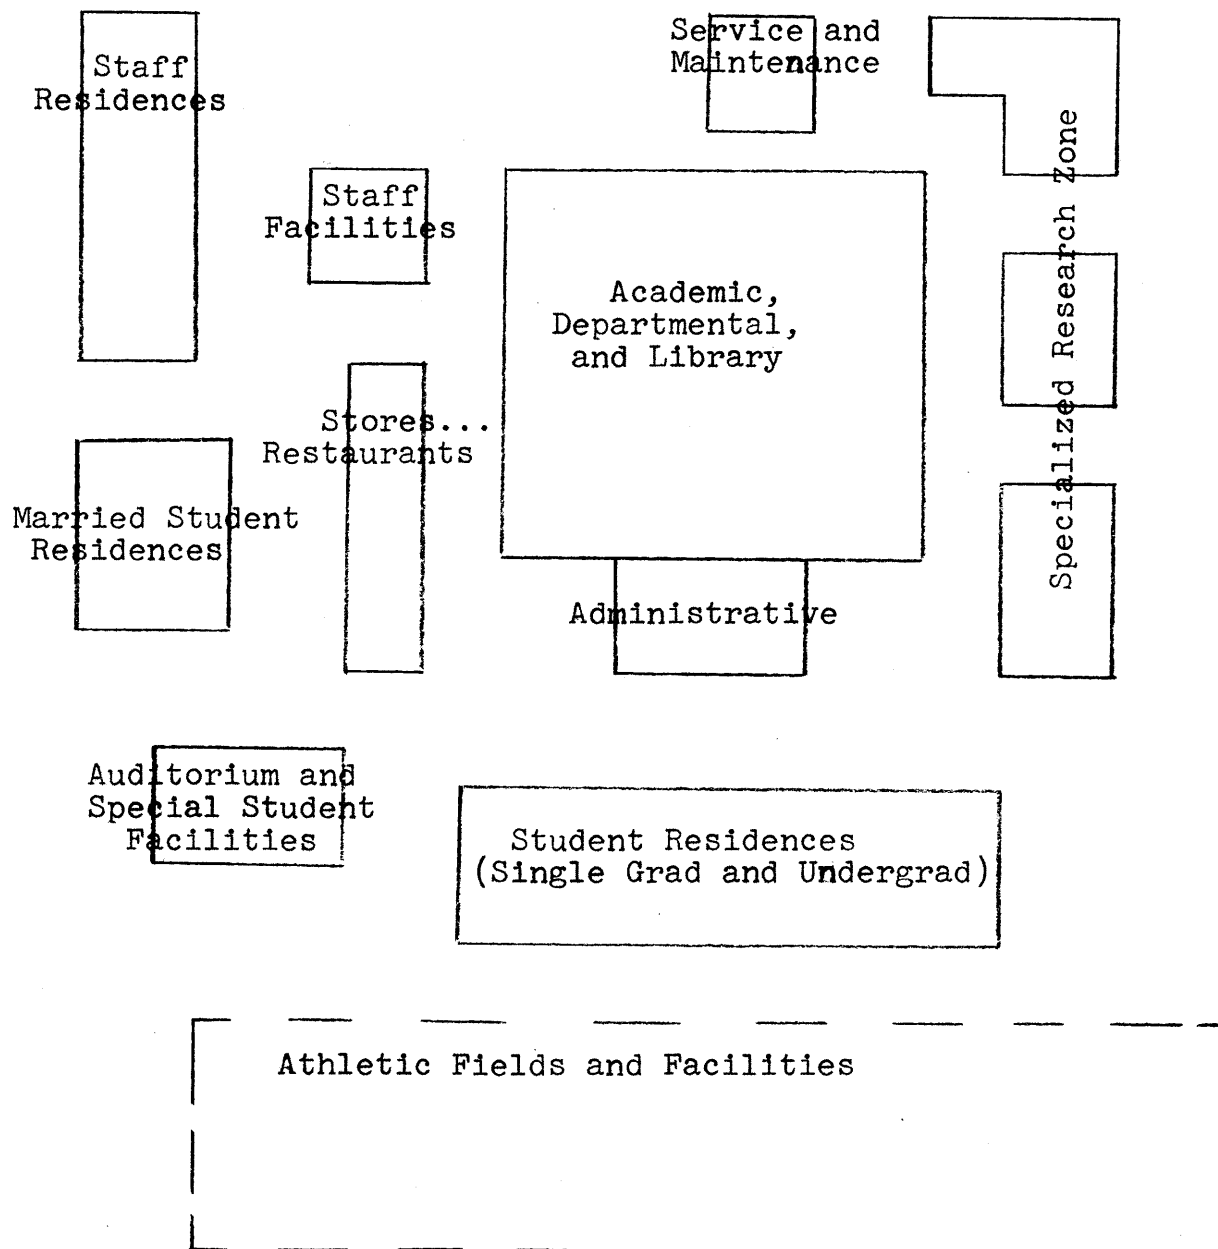 Staff
Residences
Service and
Maintenance
Staff
Facilities
Academic,
Departmental,
and Library
Specialized Research Zone
Stores...
Restaurants
Married Student
Residences
Administrative
Auditorium and
Special Student
Facilities
Student Residences
(Single Grad and Undergrad)
Athletic Fields and Facilities